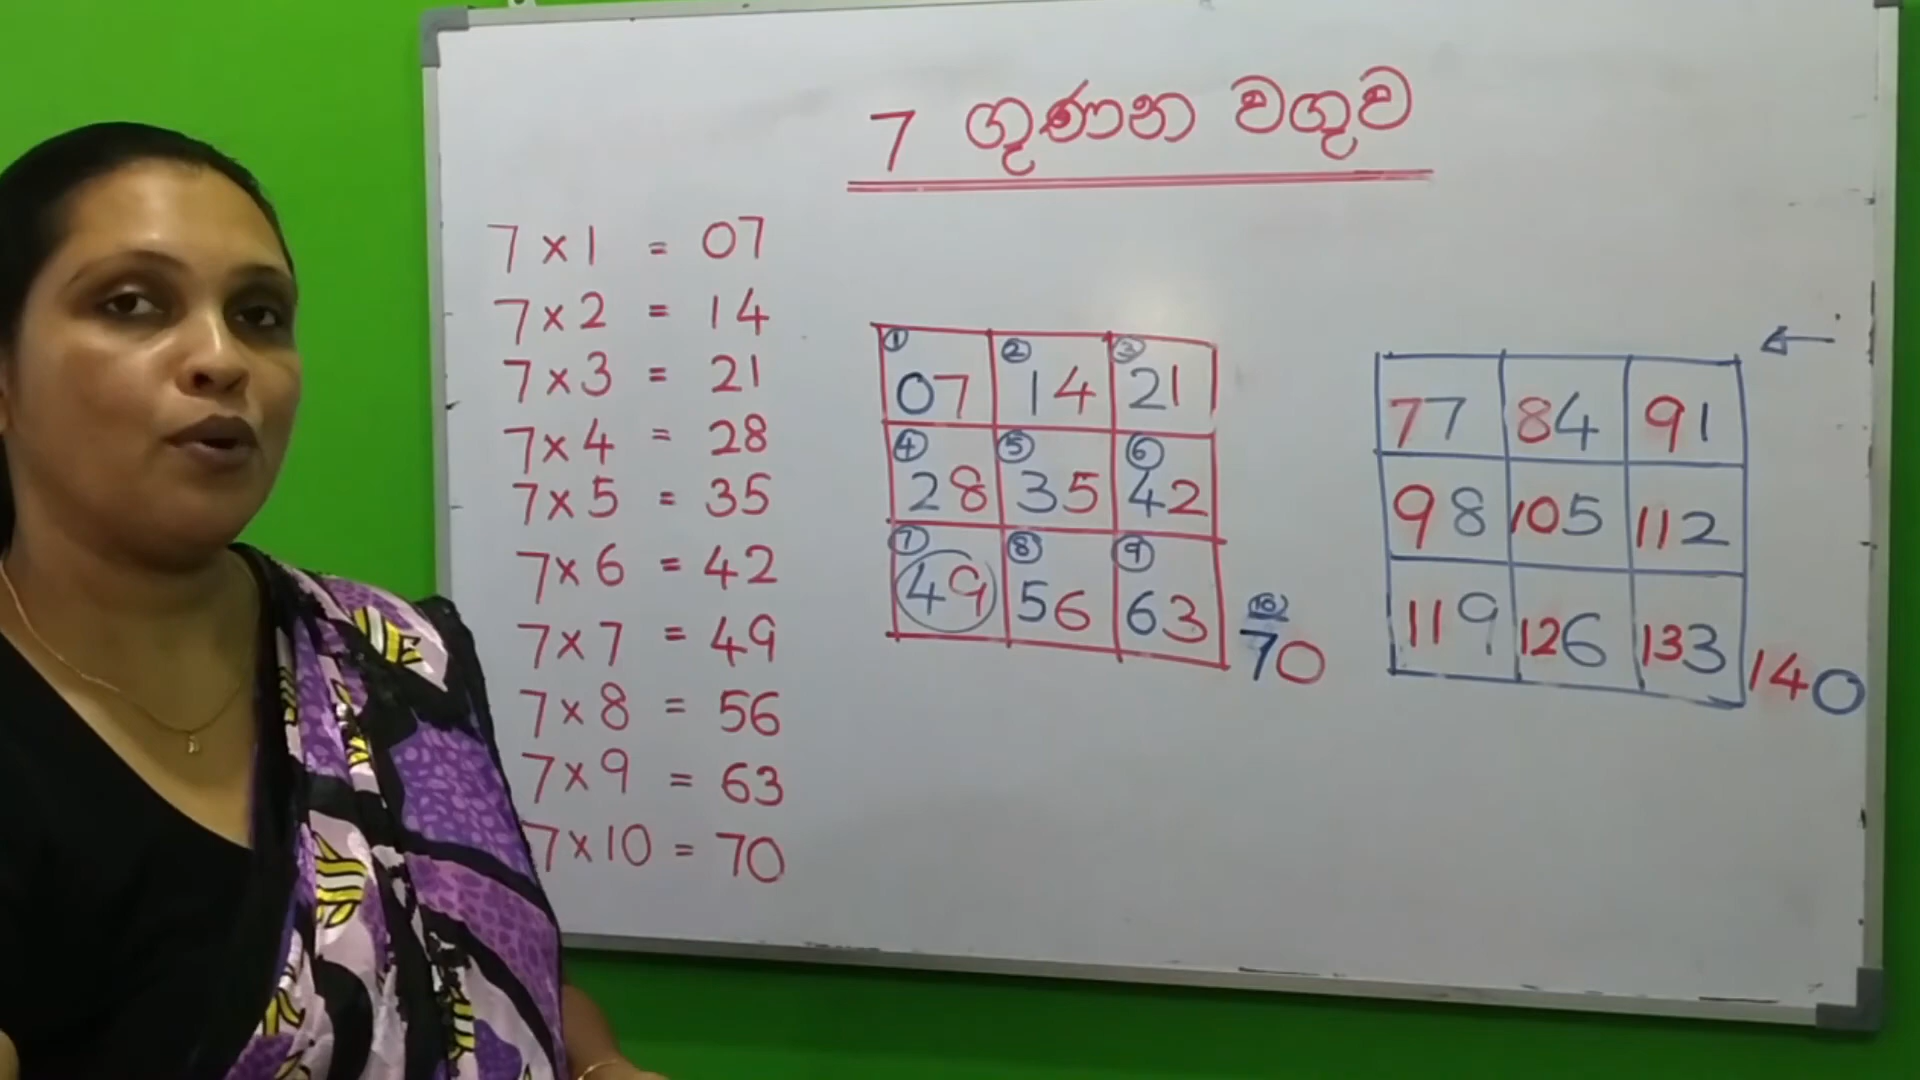 7 ගුණන වගුව
7 × 1 = 07
7 × 2 = 14
7 × 3 = 21
7 × 4 = 28
7 × 5 = 35
7 × 6 = 42
7 × 7 = 49
7 × 8 = 56
7 × 9 = 63
7 × 10 = 70
① ② ③
07 14 21
④ ⑤ ⑥
28 35 42
⑦ ⑧ ⑨
49 56 63
⑩
70
←
77 84 91
98 105 112
119 126 133
140